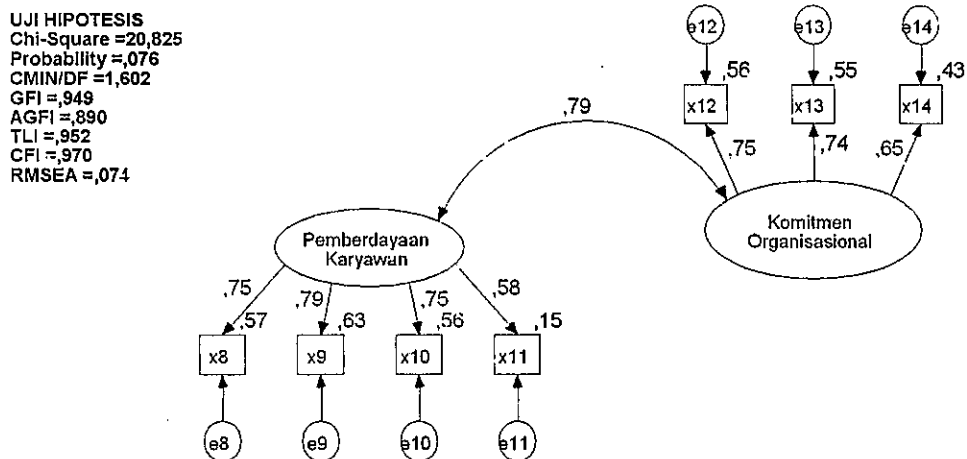 UJI HIPOTESIS
Chi-Square =20,825
Probability =,076
CMIN/DF =1,602
GFI =,949
AGFI =,890
TLI =,952
CFI =,970
RMSEA =,074
e12 e13 e14
,56 ,55 ,43
x12 x13 x14
,79
,75 ,74 ,65
Komitmen
Organisasional
Pemberdayaan
Karyawan
,75 ,79 ,75 ,58
,57 ,63 ,56 ,15
x8 x9 x10 x11
e8 e9 e10 e11